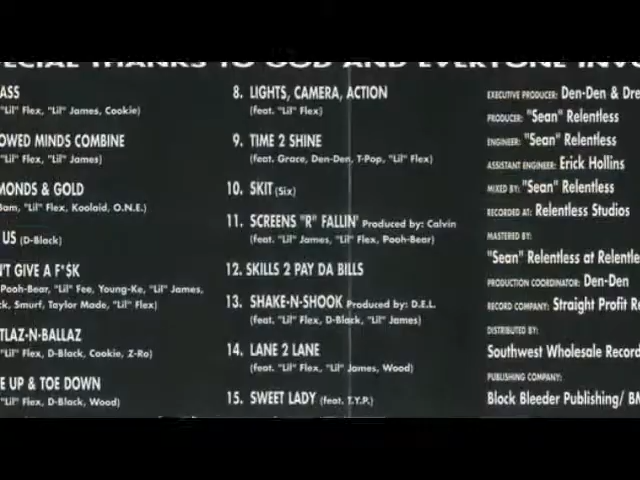 SPECIAL THANKS TO GOD AND EVERYONE INVO
ASS
"Lil" Flex, "Lil" James, Cookie)
OWED MINDS COMBINE
"Lil" Flex, "Lil" James)
MONDS & GOLD
Bam, "Lil" Flex, Koolaid, O.N.E.)
US (D-Black)
N'T GIVE A F*$K
Pooh-Bear, "Lil" Fee, Young-Ke, "Lil" James,
ck, Smurf, Taylor Made, "Lil" Flex)
TLAZ-N-BALLAZ
"Lil" Flex, D-Black, Cookie, Z-Ro)
E UP & TOE DOWN
"Lil" Flex, D-Black, Wood)
8. LIGHTS, CAMERA, ACTION
(feat. "Lil" Flex)
9. TIME 2 SHINE
(feat. Grace, Den-Den, T-Pop, "Lil" Flex)
10. SKIT (Six)
11. SCREENS "R" FALLIN' Produced by: Calvin
(feat. "Lil" James, "Lil" Flex, Pooh-Bear)
12. SKILLS 2 PAY DA BILLS
13. SHAKE-N-SHOOK Produced by: D.E.L.
(feat. "Lil" Flex, D-Black, "Lil" James)
14. LANE 2 LANE
(feat. "Lil" Flex, "Lil" James, Wood)
15. SWEET LADY (feat. T.Y.P.)
EXECUTIVE PRODUCER: Den-Den & Dre
PRODUCER: "Sean" Relentless
ENGINEER: "Sean" Relentless
ASSISTANT ENGINEER: Erick Hollins
MIXED BY: "Sean" Relentless
RECORDED AT: Relentless Studios
MASTERED BY:
"Sean" Relentless at Relentle
PRODUCTION COORDINATOR: Den-Den
RECORD COMPANY: Straight Profit Re
DISTRIBUTED BY:
Southwest Wholesale Record
PUBLISHING COMPANY:
Block Bleeder Publishing/ BM